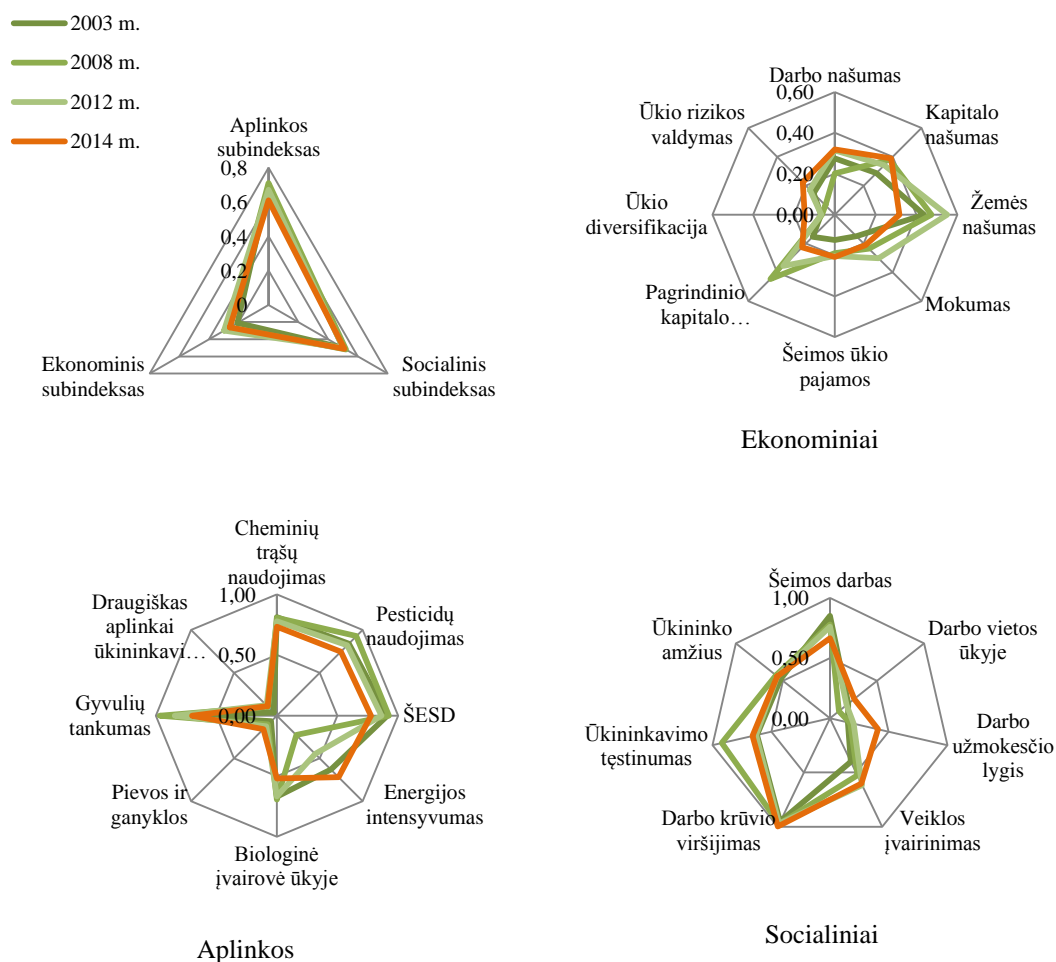 2003 m.
2008 m.
2012 m.
2014 m.
Aplinkos
subindeksas
0,8
0,6
0,4
0,2
0
Ekonominis
subindeksas
Socialinis
subindeksas
Darbo našumas
0,60
0,40
0,20
0,00
Kapitalo
našumas
Žemės
našumas
Mokumas
Šeimos ūkio
pajamos
Pagrindinio
kapitalo…
Ūkio
diversifikacija
Ūkio rizikos
valdymas
Ekonominiai
Cheminių
trąšų
naudojimas
1,00
0,50
0,00
Pesticidų
naudojimas
ŠESD
Energijos
intensyvumas
Biologinė
įvairovė ūkyje
Pievos ir
ganyklos
Gyvulių
tankumas
Draugiškas
aplinkai
ūkininkavi…
Aplinkos
Šeimos darbas
1,00
0,50
0,00
Darbo vietos
ūkyje
Darbo
užmokesčio
lygis
Veiklos
įvairinimas
Darbo krūvio
viršijimas
Ūkininkavimo
tęstinumas
Ūkininko
amžius
Socialiniai